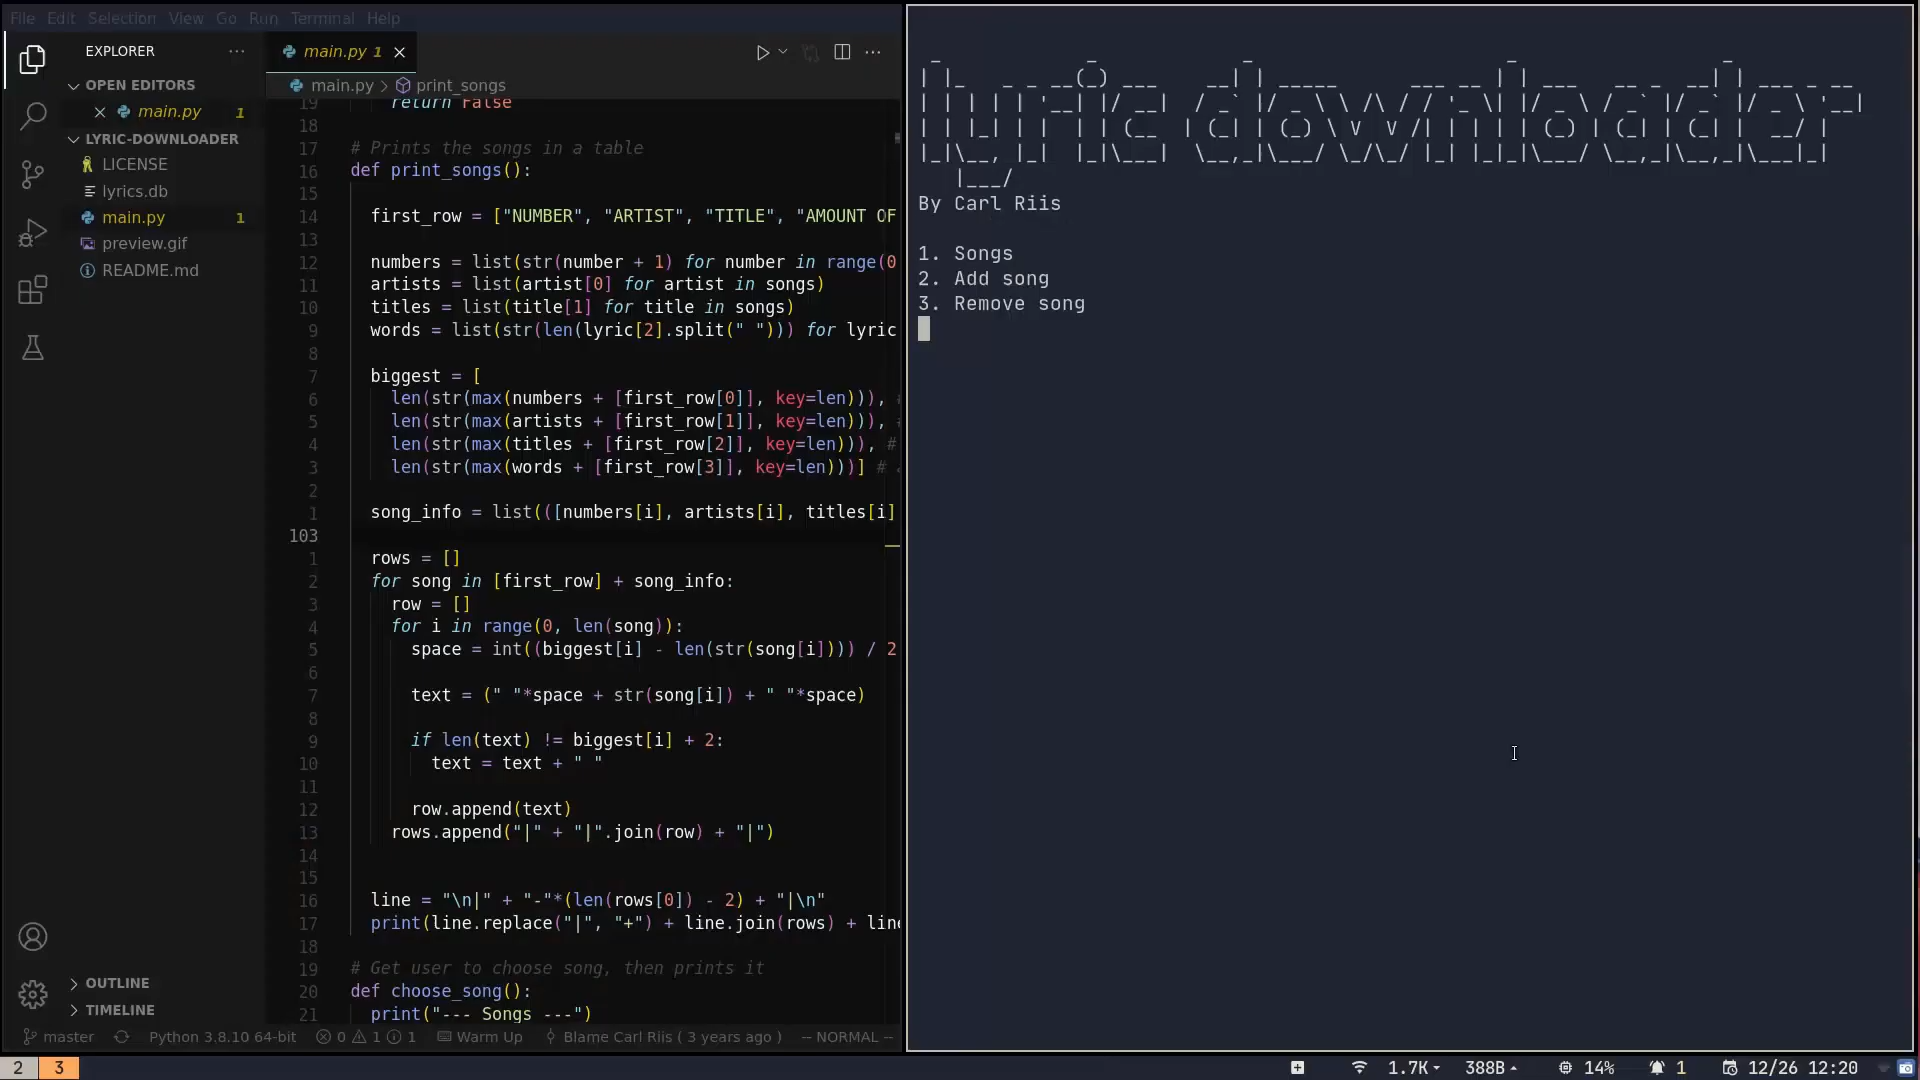 File Edit Selection View Go Run Terminal Help
EXPLORER
OPEN EDITORS
main.py 1
LYRIC-DOWNLOADER
LICENSE
lyrics.db
main.py 1
preview.gif
README.md
OUTLINE
TIMELINE
main.py 1
main.py > print_songs
19 return False
18
17 # Prints the songs in a table
16 def print_songs():
15
14 first_row = ["NUMBER", "ARTIST", "TITLE", "AMOUNT OF
13
12 numbers = list(str(number + 1) for number in range(0
11 artists = list(artist[0] for artist in songs)
10 titles = list(title[1] for title in songs)
9 words = list(str(len(lyric[2].split(" "))) for lyric
8
7 biggest = [
6 len(str(max(numbers + [first_row[0]], key=len))),
5 len(str(max(artists + [first_row[1]], key=len))),
4 len(str(max(titles + [first_row[2]], key=len))), #
3 len(str(max(words + [first_row[3]], key=len)))] #
2
1 song_info = list(([numbers[i], artists[i], titles[i]
103
1 rows = []
2 for song in [first_row] + song_info:
3 row = []
4 for i in range(0, len(song)):
5 space = int((biggest[i] - len(str(song[i]))) / 2
6
7 text = (" "*space + str(song[i]) + " "*space)
8
9 if len(text) != biggest[i] + 2:
10 text = text + " "
11
12 row.append(text)
13 rows.append("|" + "|".join(row) + "|")
14
15
16 line = "\n|" + "-"*(len(rows[0]) - 2) + "|\n"
17 print(line.replace("|", "+") + line.join(rows) + line
18
19 # Get user to choose song, then prints it
20 def choose_song():
21 print("--- Songs ---")
master Python 3.8.10 64-bit 0 1 1 Warm Up Blame Carl Riis ( 3 years ago ) -- NORMAL --
lyric downloader
By Carl Riis
1. Songs
2. Add song
3. Remove song
2 3 1.7K 388B 14% 1 12/26 12:20